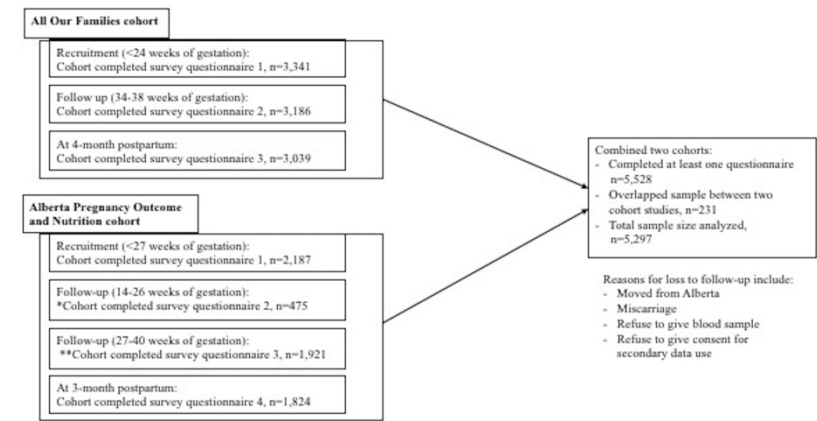 All Our Families cohort
Recruitment (<24 weeks of gestation):
Cohort completed survey questionnaire 1, n=3,341
Follow up (34-38 weeks of gestation):
Cohort completed survey questionnaire 2, n=3,186
At 4-month postpartum:
Cohort completed survey questionnaire 3, n=3,039
Alberta Pregnancy Outcome
and Nutrition cohort
Recruitment (<27 weeks of gestation):
Cohort completed survey questionnaire 1, n=2,187
Follow-up (14-26 weeks of gestation):
*Cohort completed survey questionnaire 2, n=475
Follow-up (27-40 weeks of gestation):
**Cohort completed survey questionnaire 3, n=1,921
At 3-month postpartum:
Cohort completed survey questionnaire 4, n=1,824
Combined two cohorts:
- Completed at least one questionnaire
n=5,528
- Overlapped sample between two
cohort studies, n=231
- Total sample size analyzed,
n=5,297
Reasons for loss to follow-up include:
- Moved from Alberta
- Miscarriage
- Refuse to give blood sample
- Refuse to give consent for
secondary data use